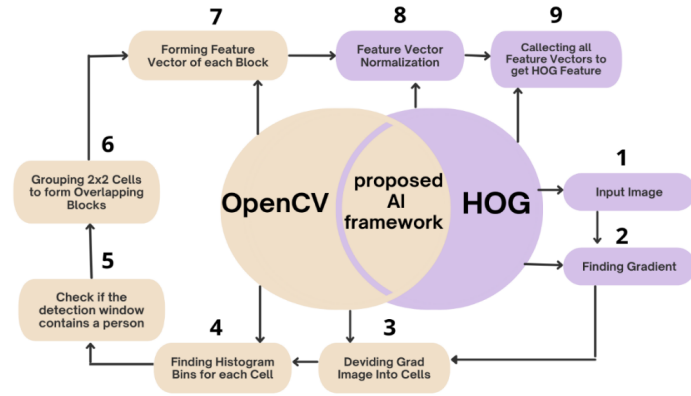 7
Forming Feature
Vector of each Block
8
Feature Vector
Normalization
9
Callecting all
Feature Vectors to
get HOG Feature
6
Grouping 2x2 Cells
to form Overlapping
Blocks
OpenCV
proposed
AI
framework
HOG
1
Input Image
2
Finding Gradient
5
Check if the
detection window
contains a person
4
Finding Histogram
Bins for each Cell
3
Deviding Grad
Image Into Cells